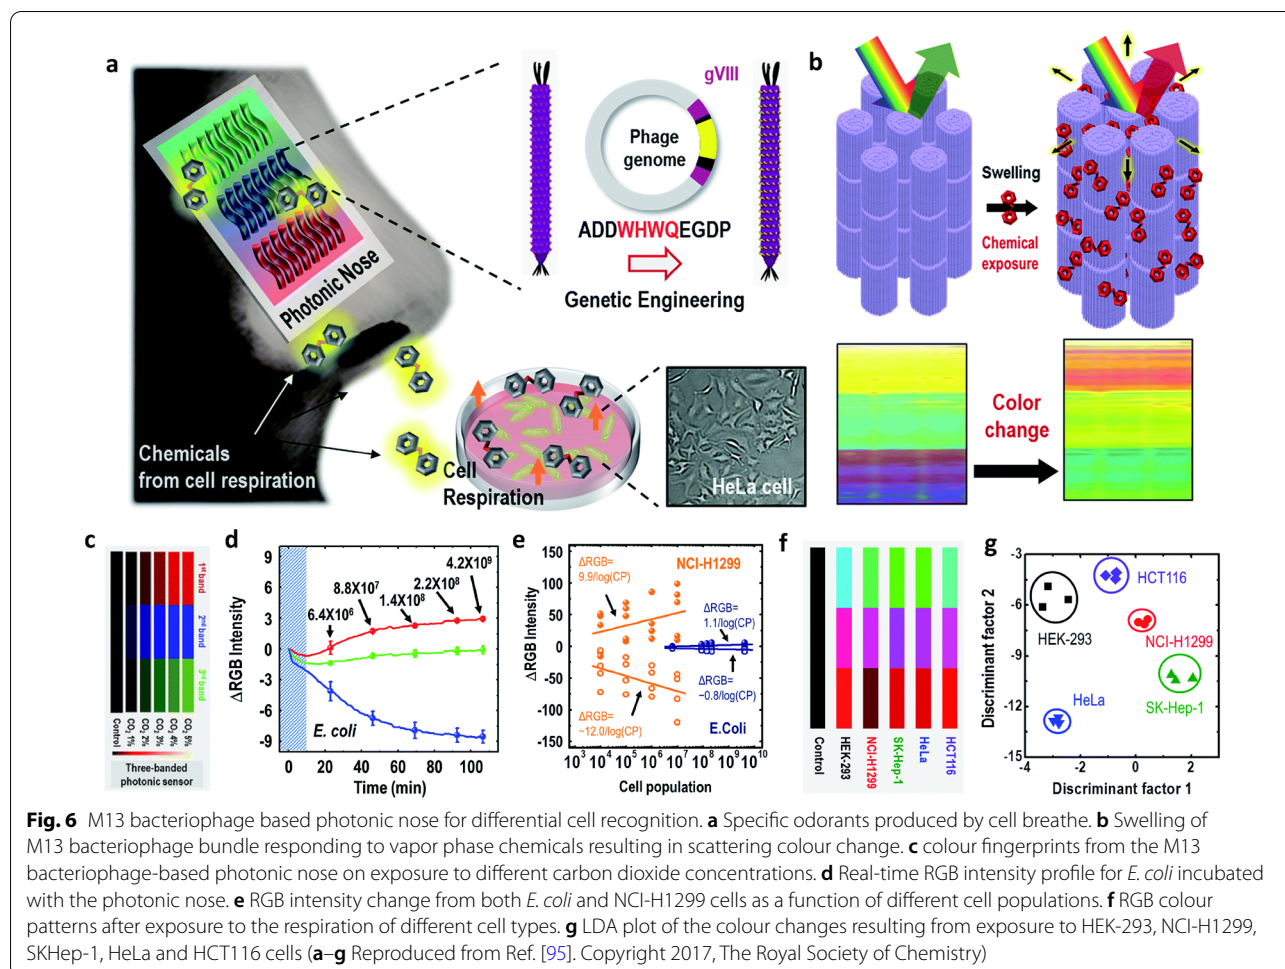 a
Photonic Nose
Chemicals
from cell respiration
gVIII
Phage
genome
ADDWHWQEGDP
Genetic Engineering
Cell
Respiration
HeLa cell
b
Swelling
Chemical
exposure
Color
change
c
1st band
2nd band
3rd band
Control
CO2 1%
CO2 2%
CO2 3%
CO2 4%
CO2 5%
Three-banded
photonic sensor
d
ΔRGB Intensity
9
6
3
0
-3
-6
-9
6.4X10^6
8.8X10^7
1.4X10^8
2.2X10^8
4.2X10^9
E. coli
0 20 40 60 80 100
Time (min)
e
ΔRGB Intensity
150
100
50
0
-50
-100
-150
NCI-H1299
ΔRGB=
9.9/log(CP)
ΔRGB=
1.1/log(CP)
ΔRGB=
−0.8/log(CP)
ΔRGB=
−12.0/log(CP)
E.Coli
10^3 10^4 10^5 10^6 10^7 10^8 10^9 10^10
Cell population
f
Control
HEK-293
NCI-H1299
SK-Hep-1
HeLa
HCT116
g
Discriminant factor 2
-3
-6
-9
-12
-15
HCT116
HEK-293
NCI-H1299
SK-Hep-1
HeLa
-4 -2 0 2
Discriminant factor 1
Fig. 6 M13 bacteriophage based photonic nose for differential cell recognition. a Specific odorants produced by cell breathe. b Swelling of
M13 bacteriophage bundle responding to vapor phase chemicals resulting in scattering colour change. c colour fingerprints from the M13
bacteriophage-based photonic nose on exposure to different carbon dioxide concentrations. d Real-time RGB intensity profile for E. coli incubated
with the photonic nose. e RGB intensity change from both E. coli and NCI-H1299 cells as a function of different cell populations. f RGB colour
patterns after exposure to the respiration of different cell types. g LDA plot of the colour changes resulting from exposure to HEK-293, NCI-H1299,
SKHep-1, HeLa and HCT116 cells (a–g Reproduced from Ref. [95]. Copyright 2017, The Royal Society of Chemistry)